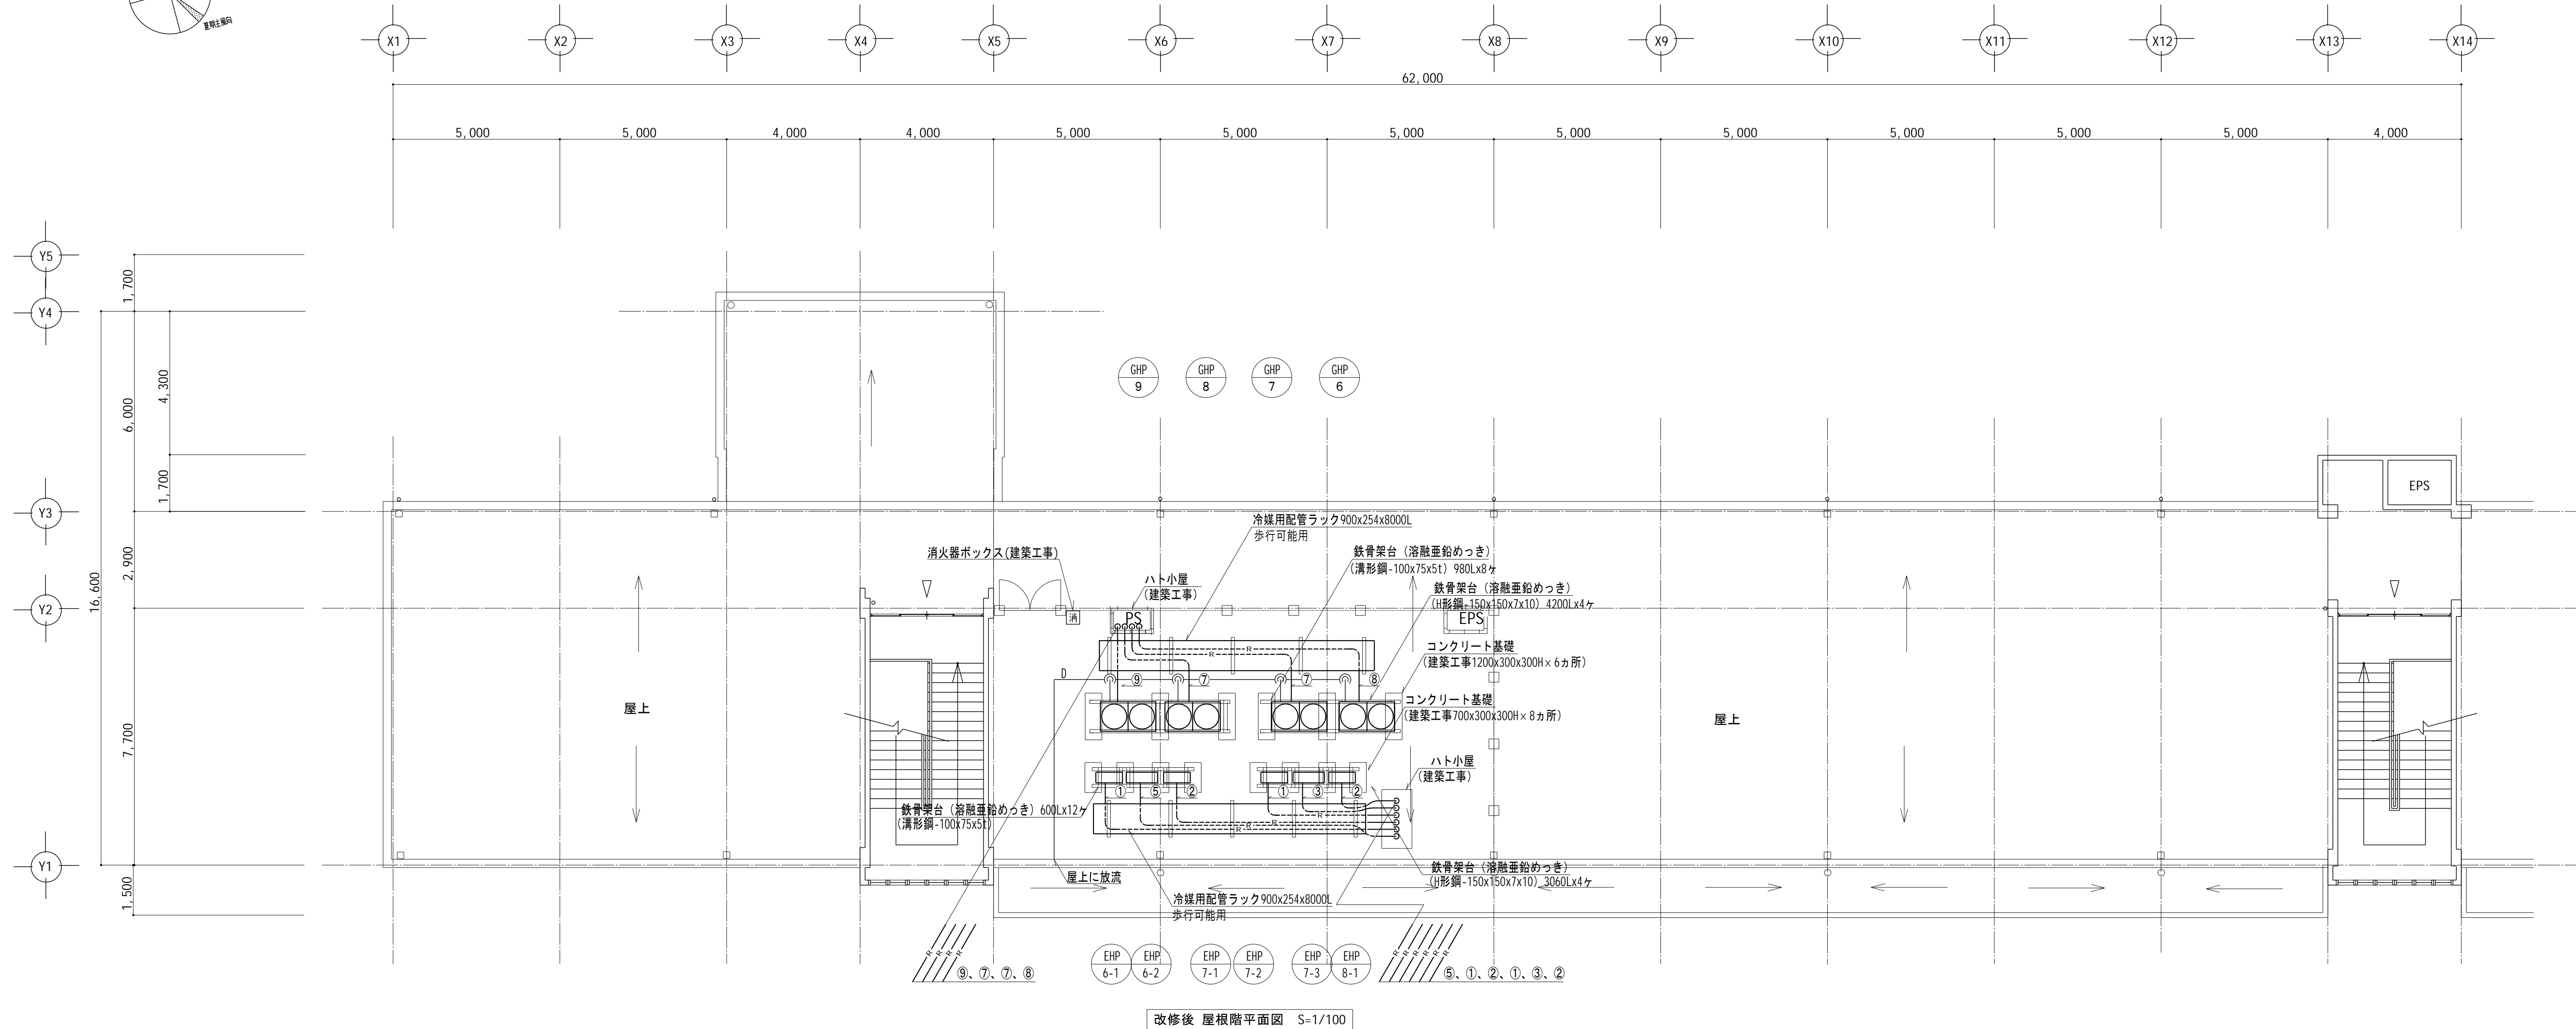 夏期主風向
X1 X2 X3 X4 X5 X6 X7 X8 X9 X10 X11 X12 X13 X14
62,000
5,000 5,000 4,000 4,000 5,000 5,000 5,000 5,000 5,000 5,000 5,000 5,000 4,000
Y5
1,700
Y4
4,300
6,000
1,700
Y3
2,900
16,600
Y2
7,700
Y1
1,500
GHP 9
GHP 8
GHP 7
GHP 6
EPS
冷媒用配管ラック900x254x8000L
歩行可能用
消火器ボックス(建築工事)
鉄骨架台（溶融亜鉛めっき）
(溝形鋼-100x75x5t）980Lx8ヶ
ハト小屋
(建築工事)
鉄骨架台（溶融亜鉛めっき）
(H形鋼-150x150x7x10）4200Lx4ヶ
消
PS
EPS
コンクリート基礎
(建築工事1200x300x300H×6ヵ所)
R R
D
⑨ ⑦ ⑦ ⑧
コンクリート基礎
(建築工事700x300x300H×8ヵ所)
屋上
屋上
ハト小屋
(建築工事)
① ⑤ ② ① ③ ②
鉄骨架台（溶融亜鉛めっき）600Lx12ヶ
(溝形鋼-100x75x5t)
R R R R R
鉄骨架台（溶融亜鉛めっき）
(H形鋼-150x150x7x10）3060Lx4ヶ
屋上に放流
冷媒用配管ラック900x254x8000L
歩行可能用
R R R R
⑨、⑦、⑦、⑧
EHP 6-1
EHP 6-2
EHP 7-1
EHP 7-2
EHP 7-3
EHP 8-1
R R R R R R
⑤、①、②、①、③、②
改修後 屋根階平面図 S=1/100